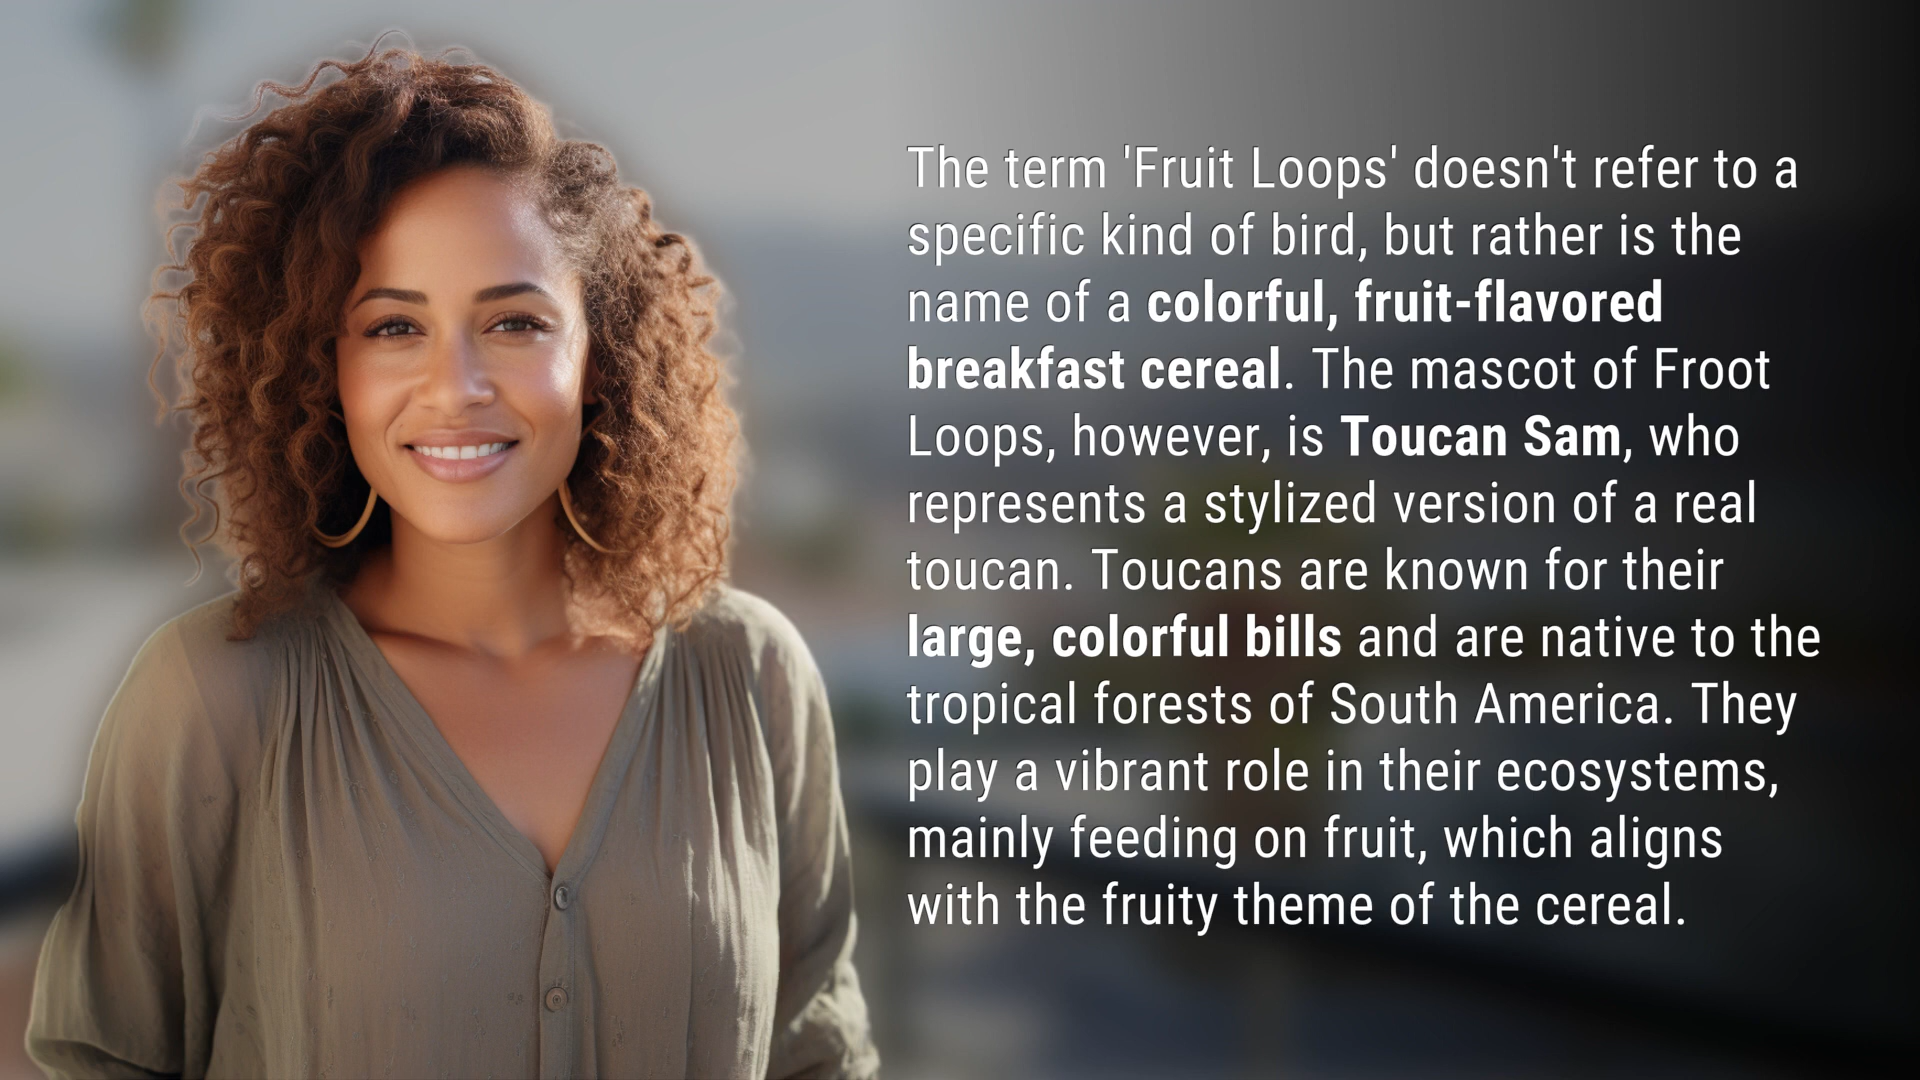 The term 'Fruit Loops' doesn't refer to a
specific kind of bird, but rather is the
name of a colorful, fruit-flavored
breakfast cereal. The mascot of Froot
Loops, however, is Toucan Sam, who
represents a stylized version of a real
toucan. Toucans are known for their
large, colorful bills and are native to the
tropical forests of South America. They
play a vibrant role in their ecosystems,
mainly feeding on fruit, which aligns
with the fruity theme of the cereal.